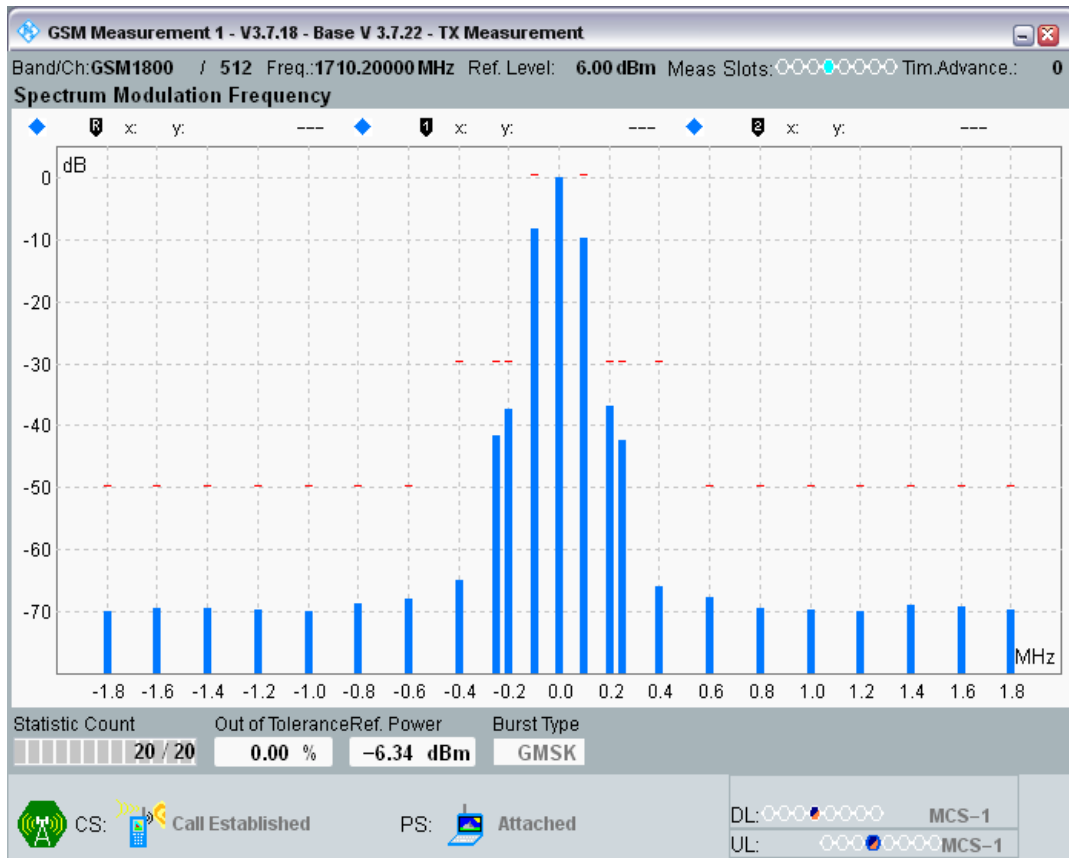 GSM Measurement 1 - V3.7.18 - Base V 3.7.22 - TX Measurement
Band/Ch:GSM1800 / 512 Freq.:1710.20000 MHz Ref. Level: 6.00 dBm Meas Slots: Tim.Advance.: 0
Spectrum Modulation Frequency
R x: y: --- 1 x: y: --- 2 x: y: ---
dB
0
-10
-20
-30
-40
-50
-60
-70
MHz
-1.8 -1.6 -1.4 -1.2 -1.0 -0.8 -0.6 -0.4 -0.2 0.0 0.2 0.4 0.6 0.8 1.0 1.2 1.4 1.6 1.8
Statistic Count Out of Tolerance Ref. Power Burst Type
20 / 20 0.00 % −6.34 dBm GMSK
CS: Call Established PS: Attached
DL: MCS−1
UL: MCS−1